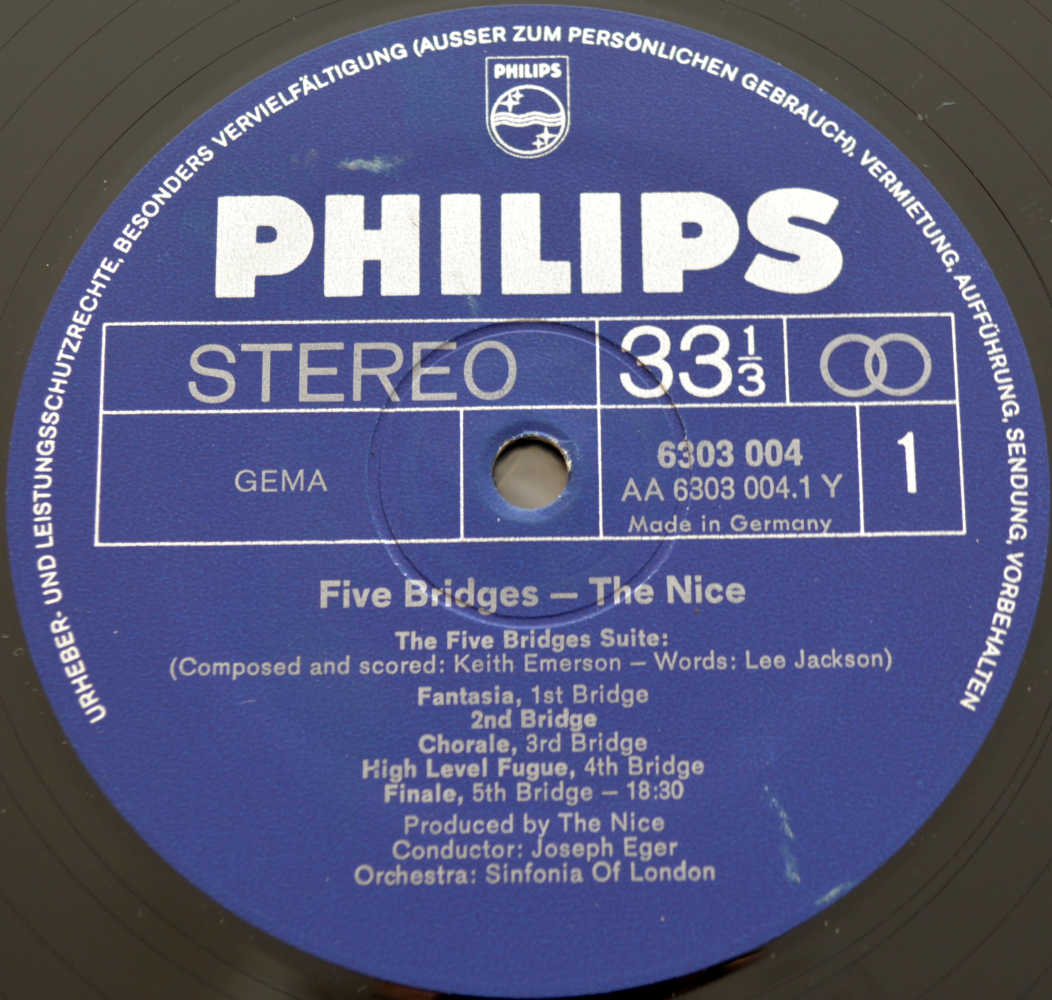 URHEBER- UND LEISTUNGSSCHUTZRECHTE, BESONDERS VERVIELFÄLTIGUNG (AUSSER ZUM PERSÖNLICHEN GEBRAUCH), VERMIETUNG, AUFFÜHRUNG, SENDUNG, VORBEHALTEN
PHILIPS
PHILIPS
STEREO
33 1/3
GEMA
6303 004
AA 6303 004.1 Y
Made in Germany
1
Five Bridges – The Nice
The Five Bridges Suite:
(Composed and scored: Keith Emerson – Words: Lee Jackson)
Fantasia, 1st Bridge
2nd Bridge
Chorale, 3rd Bridge
High Level Fugue, 4th Bridge
Finale, 5th Bridge – 18:30
Produced by The Nice
Conductor: Joseph Eger
Orchestra: Sinfonia Of London